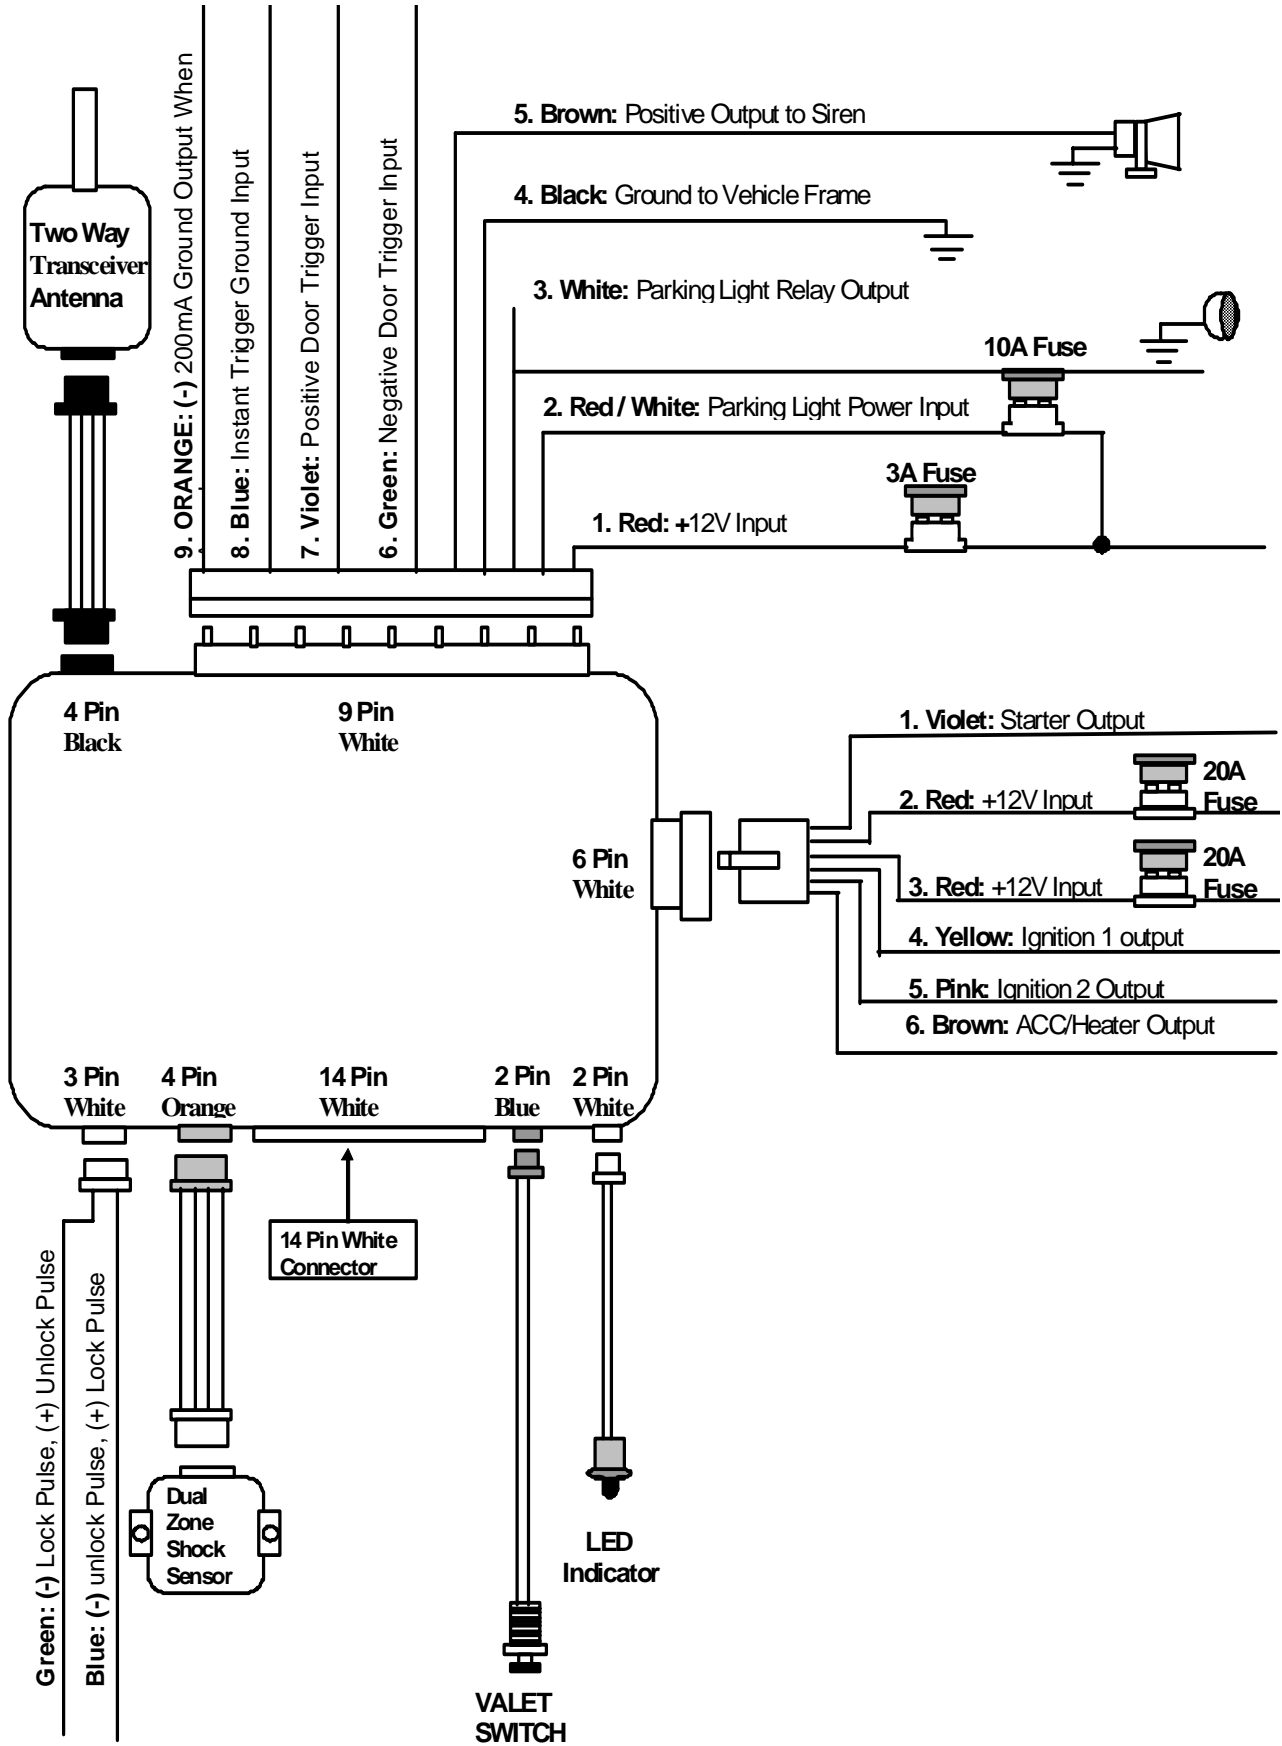 9. ORANGE: (-) 200mA Ground Output When
8. Blue: Instant Trigger Ground Input
7. Violet: Positive Door Trigger Input
6. Green: Negative Door Trigger Input
5. Brown: Positive Output to Siren
4. Black: Ground to Vehicle Frame
3. White: Parking Light Relay Output
10A Fuse
2. Red / White: Parking Light Power Input
3A Fuse
1. Red: +12V Input
Two Way
Transceiver
Antenna
4 Pin
Black
9 Pin
White
6 Pin
White
1. Violet: Starter Output
20A
Fuse
2. Red: +12V Input
20A
Fuse
3. Red: +12V Input
4. Yellow: Ignition 1 output
5. Pink: Ignition 2 Output
6. Brown: ACC/Heater Output
3 Pin
White
4 Pin
Orange
14 Pin
White
2 Pin
Blue
2 Pin
White
14 Pin White
Connector
Green: (-) Lock Pulse, (+) Unlock Pulse
Blue: (-) unlock Pulse, (+) Lock Pulse
Dual
Zone
Shock
Sensor
LED
Indicator
VALET
SWITCH